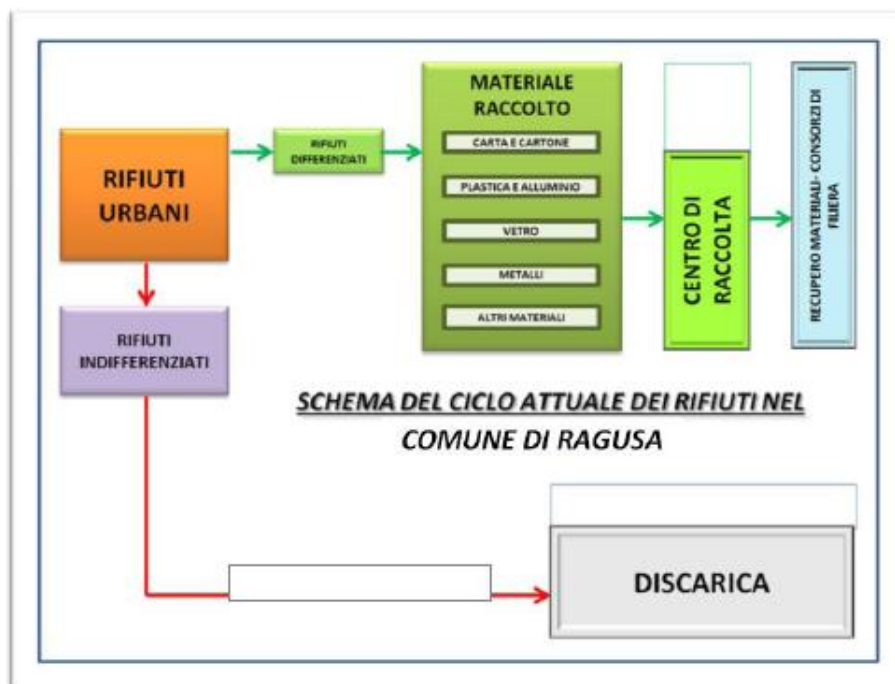 MATERIALE
RACCOLTO
CARTA E CARTONE
PLASTICA E ALLUMINIO
VETRO
METALLI
ALTRI MATERIALI
RIFIUTI
URBANI
RIFIUTI
DIFFERENZIATI
CENTRO DI
RACCOLTA
RECUPERO MATERIALI- CONSORZI DI
FILIERA
RIFIUTI
INDIFFERENZIATI
SCHEMA DEL CICLO ATTUALE DEI RIFIUTI NEL
COMUNE DI RAGUSA
DISCARICA